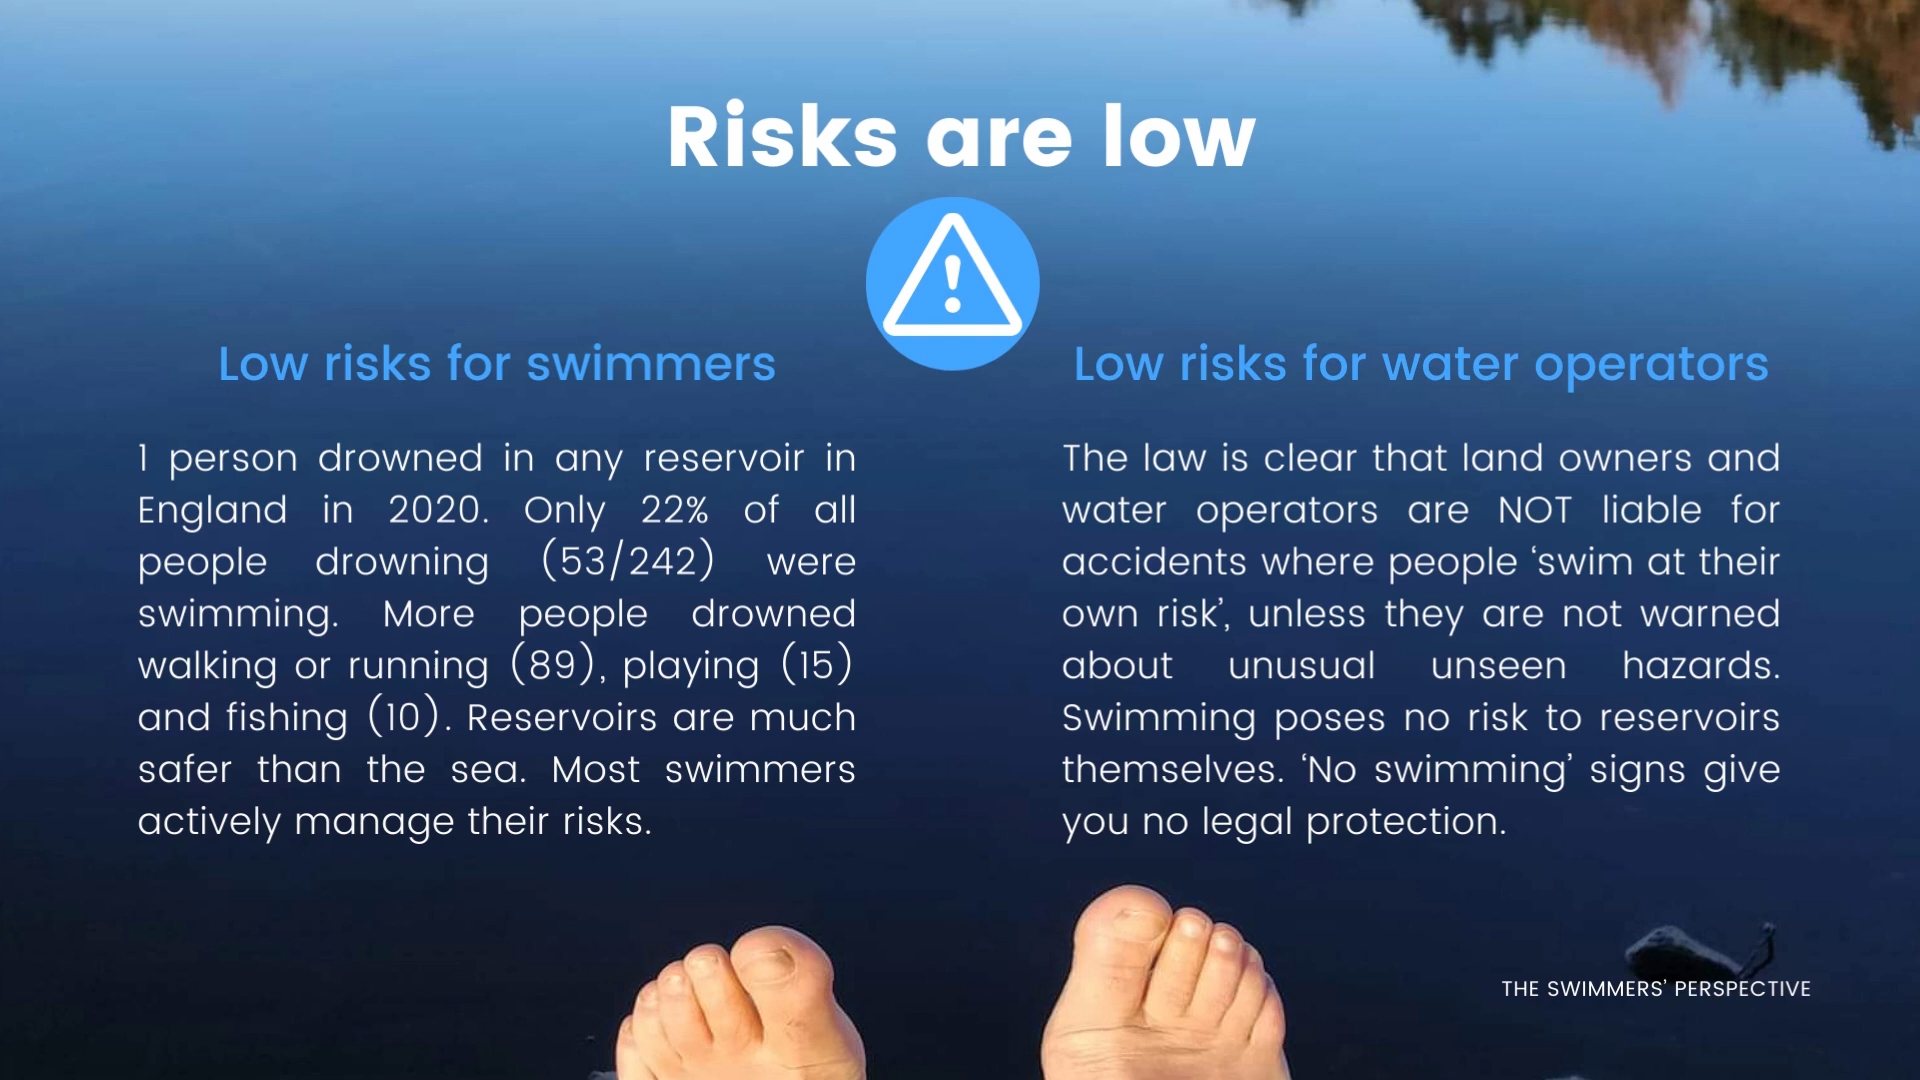 Risks are low
Low risks for swimmers
1 person drowned in any reservoir in
England in 2020. Only 22% of all
people drowning (53/242) were
swimming. More people drowned
walking or running (89), playing (15)
and fishing (10). Reservoirs are much
safer than the sea. Most swimmers
actively manage their risks.
Low risks for water operators
The law is clear that land owners and
water operators are NOT liable for
accidents where people ‘swim at their
own risk’, unless they are not warned
about unusual unseen hazards.
Swimming poses no risk to reservoirs
themselves. ‘No swimming’ signs give
you no legal protection.
THE SWIMMERS’ PERSPECTIVE